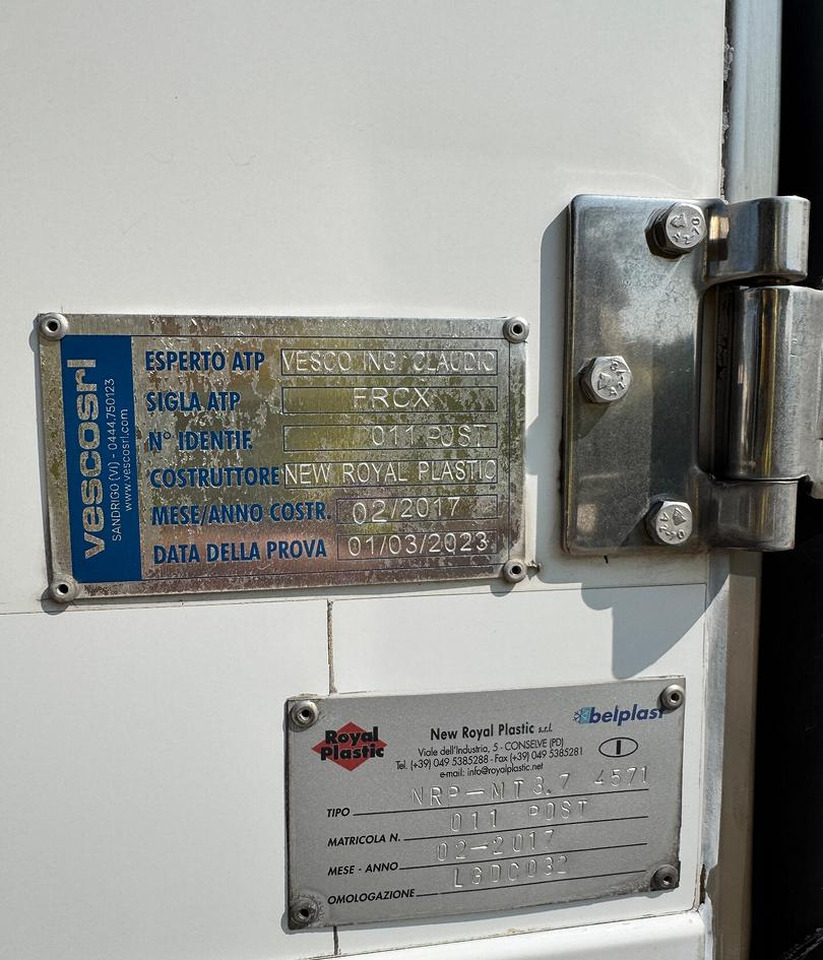 vescosrl
SANDRIGO (VI) - 0444.750123
www.vescosrl.com
ESPERTO ATP VESCO ING. CLAUDIO
SIGLA ATP FRCX
N° IDENTIF. 011 POST
COSTRUTTORE NEW ROYAL PLASTIC
MESE/ANNO COSTR. 02/2017
DATA DELLA PROVA 01/03/2023
Royal Plastic
New Royal Plastic s.r.l.
belplast
Viale dell'Industria, 5 - CONSELVE (PD)
Tel. (+39) 049 5385288 - Fax (+39) 049 5385281
e-mail: info@royalplastic.net
I
TIPO NRP-MT3.7 4571
MATRICOLA N. 011 POST
MESE - ANNO 02-2017
OMOLOGAZIONE LGDC032